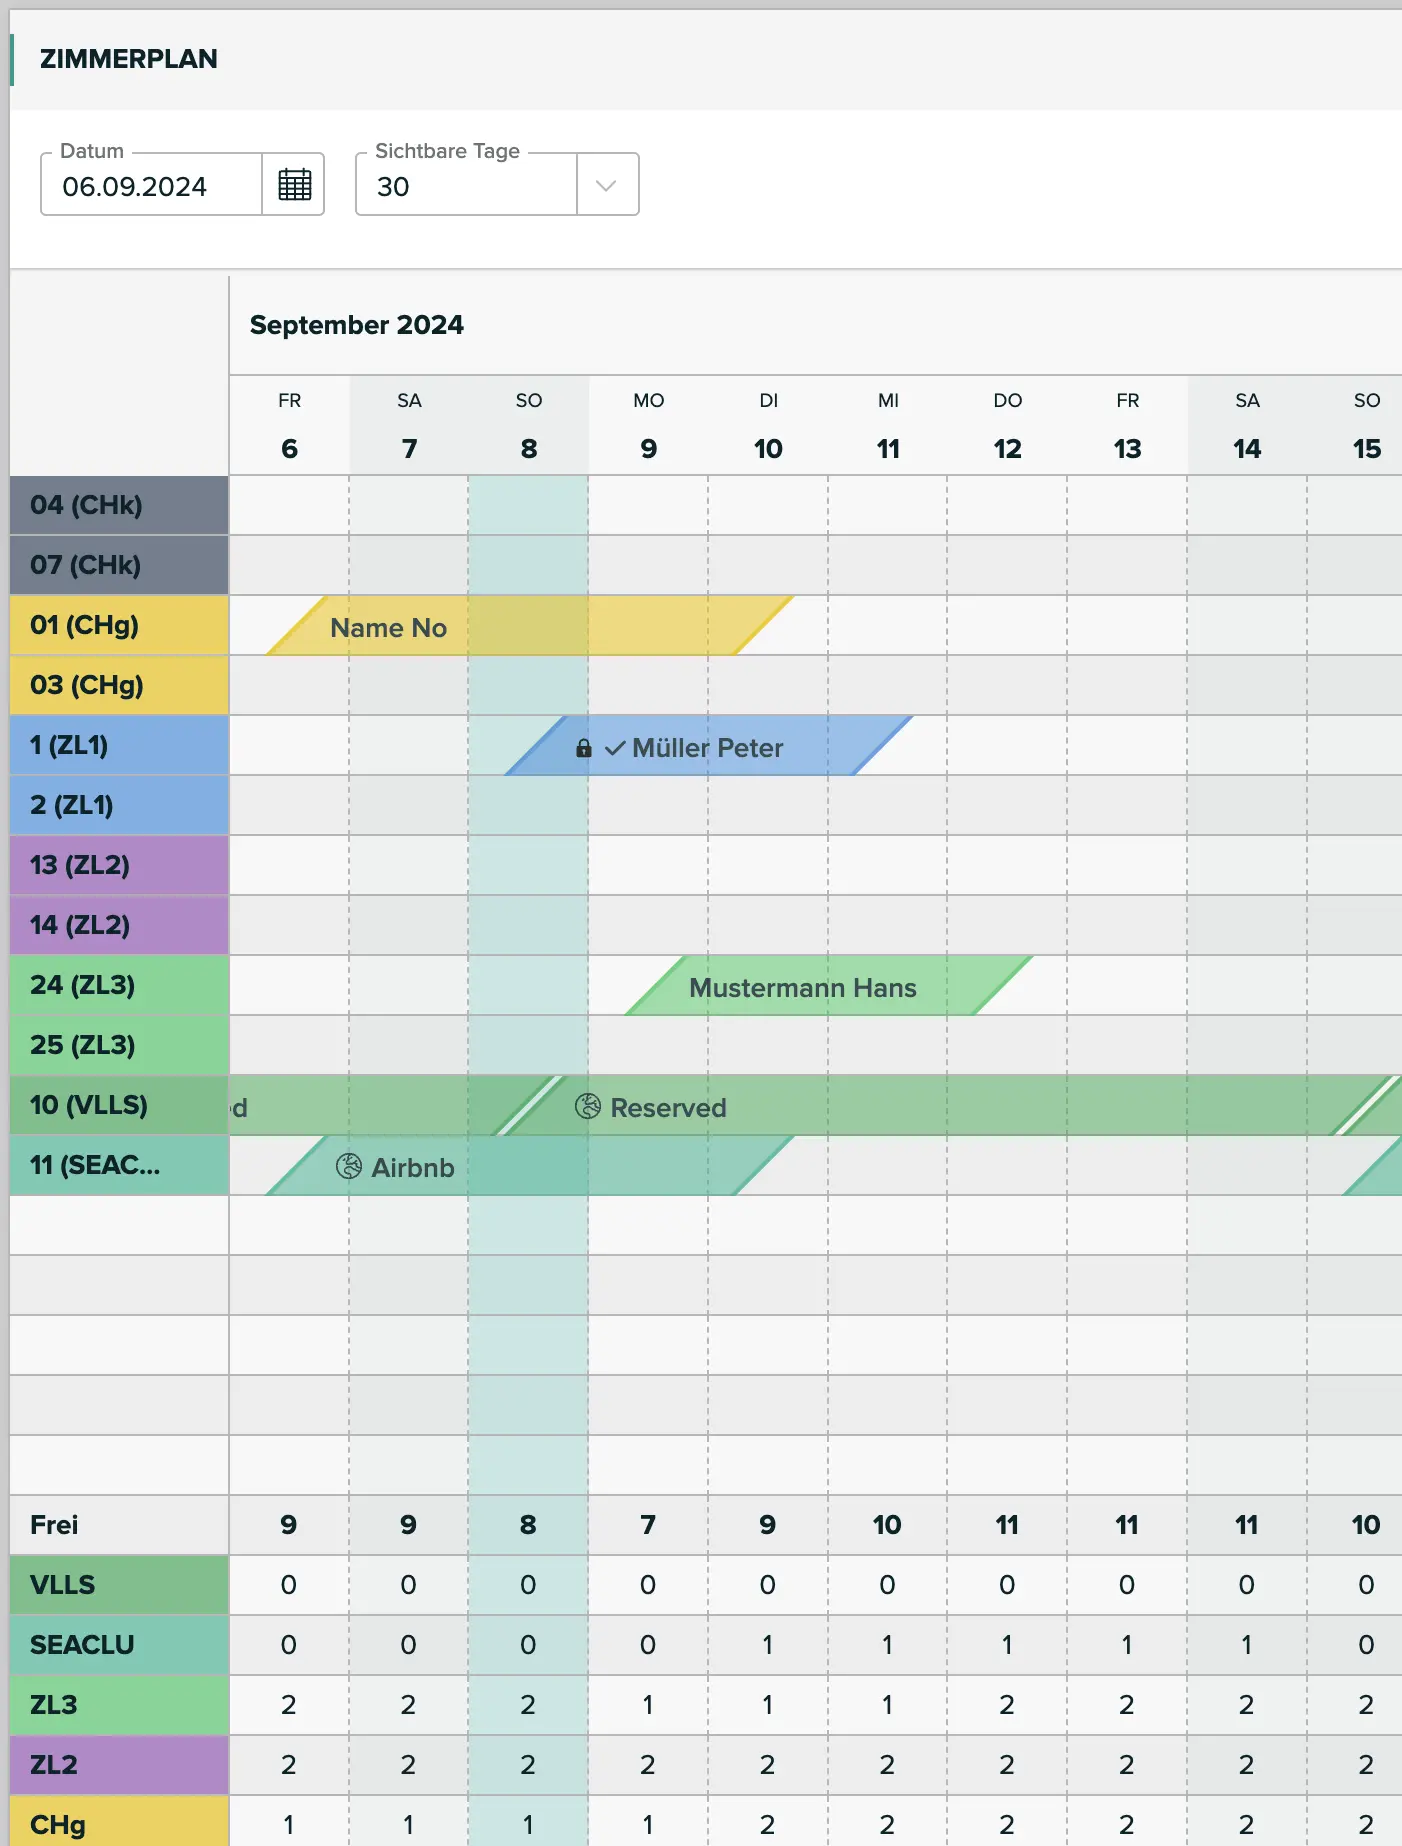 ZIMMERPLAN
Datum
Sichtbare Tage
06.09.2024
30
September 2024
FR SA SO MO DI MI DO FR SA SO
6 7 8 9 10 11 12 13 14 15
04 (CHk)
07 (CHk)
01 (CHg) Name No
03 (CHg)
1 (ZL1) Müller Peter
2 (ZL1)
13 (ZL2)
14 (ZL2)
24 (ZL3) Mustermann Hans
25 (ZL3)
10 (VLLS) d Reserved
11 (SEAC... Airbnb
Frei 9 9 8 7 9 10 11 11 11 10
VLLS 0 0 0 0 0 0 0 0 0 0
SEACLU 0 0 0 0 1 1 1 1 1 0
ZL3 2 2 2 1 1 1 2 2 2 2
ZL2 2 2 2 2 2 2 2 2 2 2
CHg 1 1 1 1 2 2 2 2 2 2